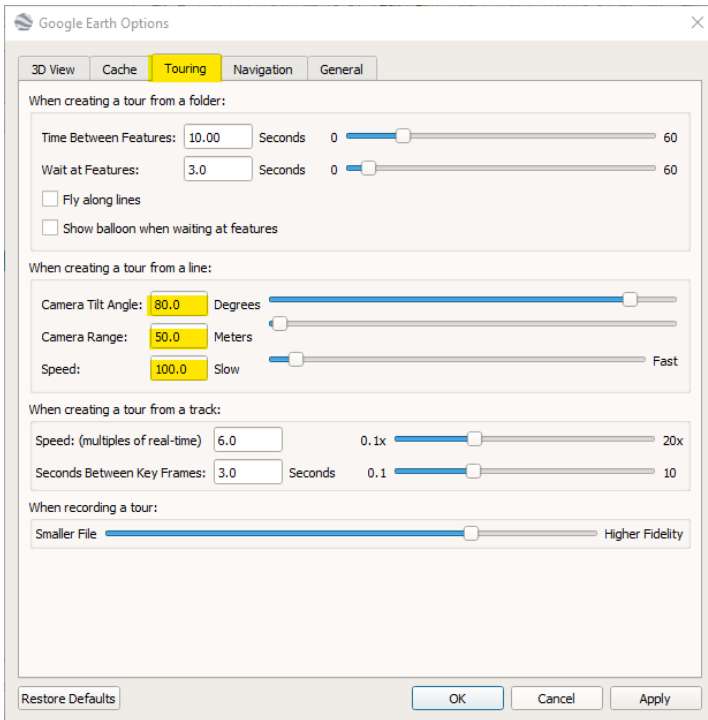 Google Earth Options
3D View Cache Touring Navigation General
When creating a tour from a folder:
Time Between Features: 10.00 Seconds 0 60
Wait at Features: 3.0 Seconds 0 60
Fly along lines
Show balloon when waiting at features
When creating a tour from a line:
Camera Tilt Angle: 80.0 Degrees
Camera Range: 50.0 Meters
Speed: 100.0 Slow Fast
When creating a tour from a track:
Speed: (multiples of real-time) 6.0 0.1x 20x
Seconds Between Key Frames: 3.0 Seconds 0.1 10
When recording a tour:
Smaller File Higher Fidelity
Restore Defaults OK Cancel Apply